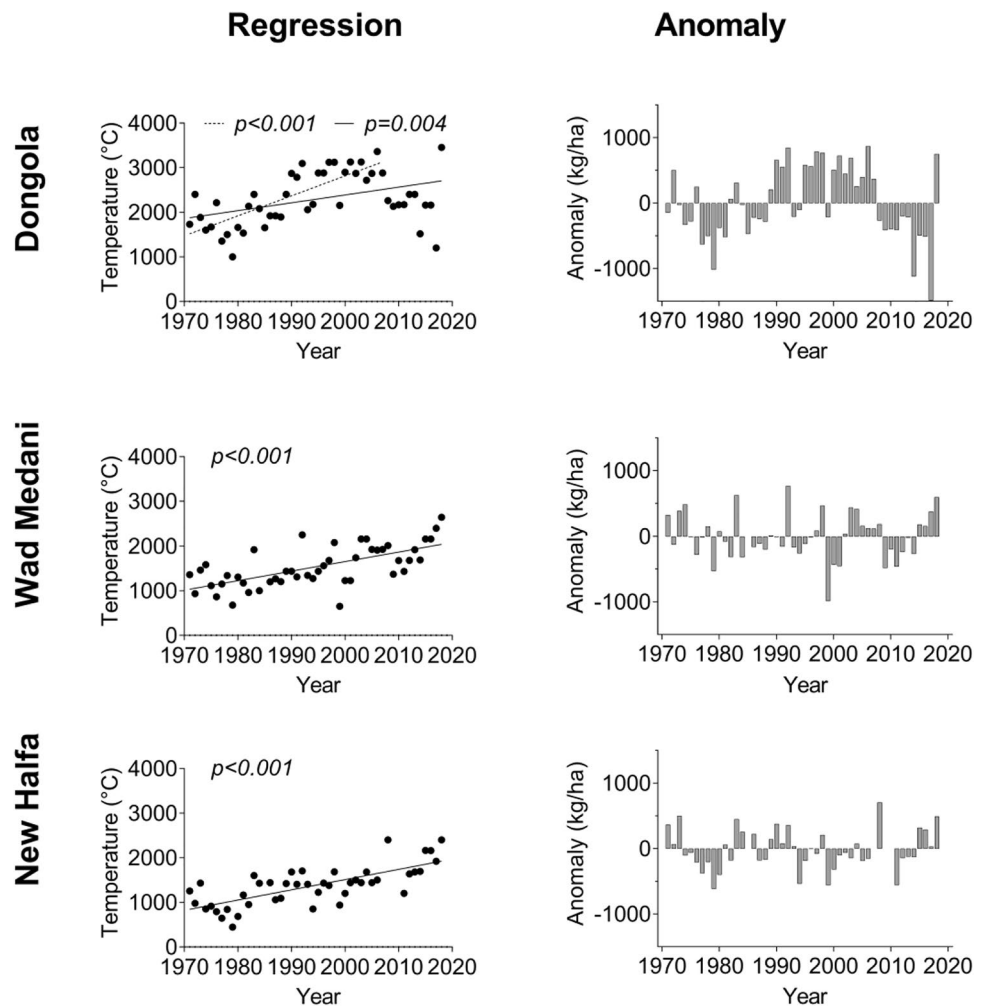 Regression Anomaly
Dongola
p<0.001 p=0.004
Temperature (°C)
4000
3000
2000
1000
0
1970 1980 1990 2000 2010 2020
Year
Anomaly (kg/ha)
1000
0
-1000
1970 1980 1990 2000 2010 2020
Year
Wad Medani
p<0.001
Temperature (°C)
4000
3000
2000
1000
0
1970 1980 1990 2000 2010 2020
Year
Anomaly (kg/ha)
1000
0
-1000
1970 1980 1990 2000 2010 2020
Year
New Halfa
p<0.001
Temperature (°C)
4000
3000
2000
1000
0
1970 1980 1990 2000 2010 2020
Year
Anomaly (kg/ha)
1000
0
-1000
1970 1980 1990 2000 2010 2020
Year